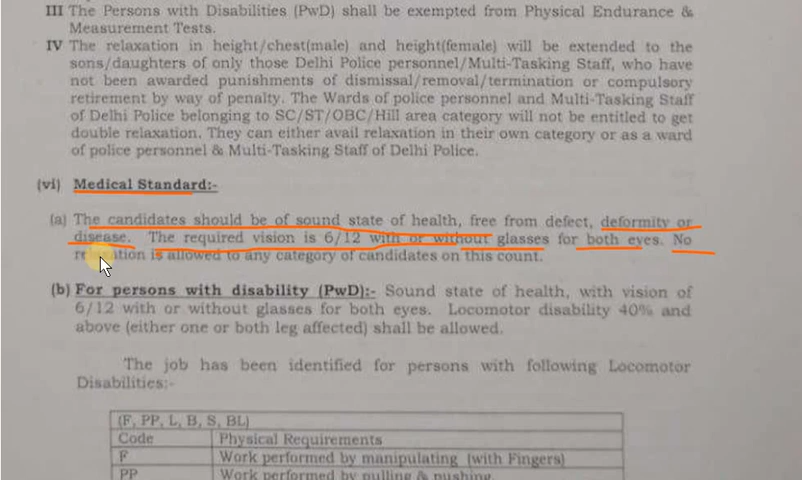 III The Persons with Disabilities (PwD) shall be exempted from Physical Endurance &
Measurement Tests.
IV The relaxation in height/chest(male) and height(female) will be extended to the
sons/daughters of only those Delhi Police personnel/Multi-Tasking Staff, who have
not been awarded punishments of dismissal/removal/termination or compulsory
retirement by way of penalty. The Wards of police personnel and Multi-Tasking Staff
of Delhi Police belonging to SC/ST/OBC/Hill area category will not be entitled to get
double relaxation. They can either avail relaxation in their own category or as a ward
of police personnel & Multi-Tasking Staff of Delhi Police.
(vi) Medical Standard:-
(a) The candidates should be of sound state of health, free from defect, deformity or
disease. The required vision is 6/12 with or without glasses for both eyes. No
is allowed to any category of candidates on this count.
(b) For persons with disability (PwD):- Sound state of health, with vision of
6/12 with or without glasses for both eyes. Locomotor disability 40% and
above (either one or both leg affected) shall be allowed.
The job has been identified for persons with following Locomotor
Disabilities:-
(F, PP, L, B, S, BL)
Code Physical Requirements
F Work performed by manipulating (with Fingers)
PP Work performed by pulling & pushing.